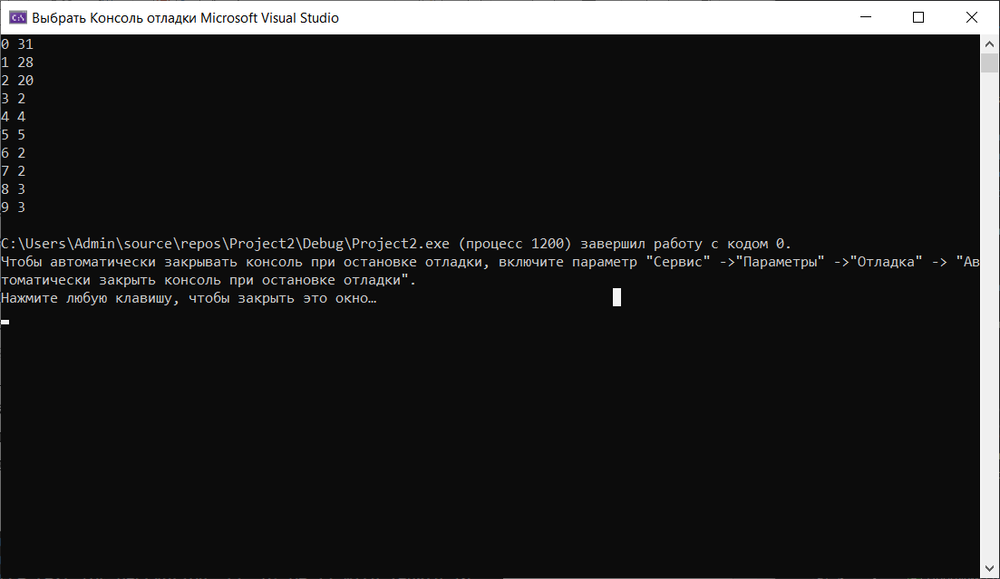 Выбрать Консоль отладки Microsoft Visual Studio
0 31
1 28
2 20
3 2
4 4
5 5
6 2
7 2
8 3
9 3
C:\Users\Admin\source\repos\Project2\Debug\Project2.exe (процесс 1200) завершил работу с кодом 0.
Чтобы автоматически закрывать консоль при остановке отладки, включите параметр "Сервис" ->"Параметры" ->"Отладка" -> "Ав
томатически закрыть консоль при остановке отладки".
Нажмите любую клавишу, чтобы закрыть это окно…